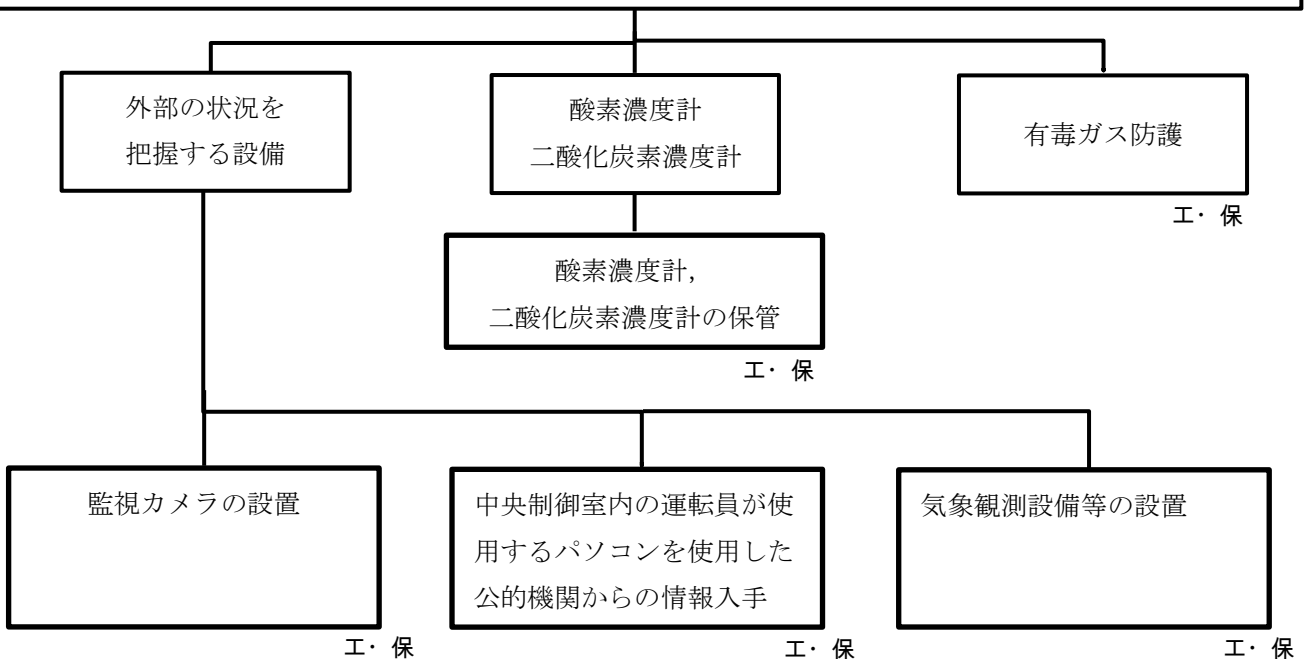 外部の状況を
把握する設備
酸素濃度計
二酸化炭素濃度計
有毒ガス防護
工・保
酸素濃度計,
二酸化炭素濃度計の保管
工・保
監視カメラの設置
工・保
中央制御室内の運転員が使
用するパソコンを使用した
公的機関からの情報入手
工・保
気象観測設備等の設置
工・保